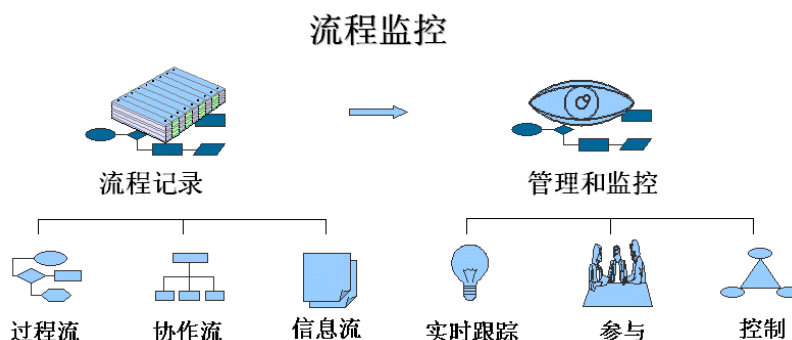 流程监控
流程记录
管理和监控
过程流
协作流
信息流
实时跟踪
参与
控制